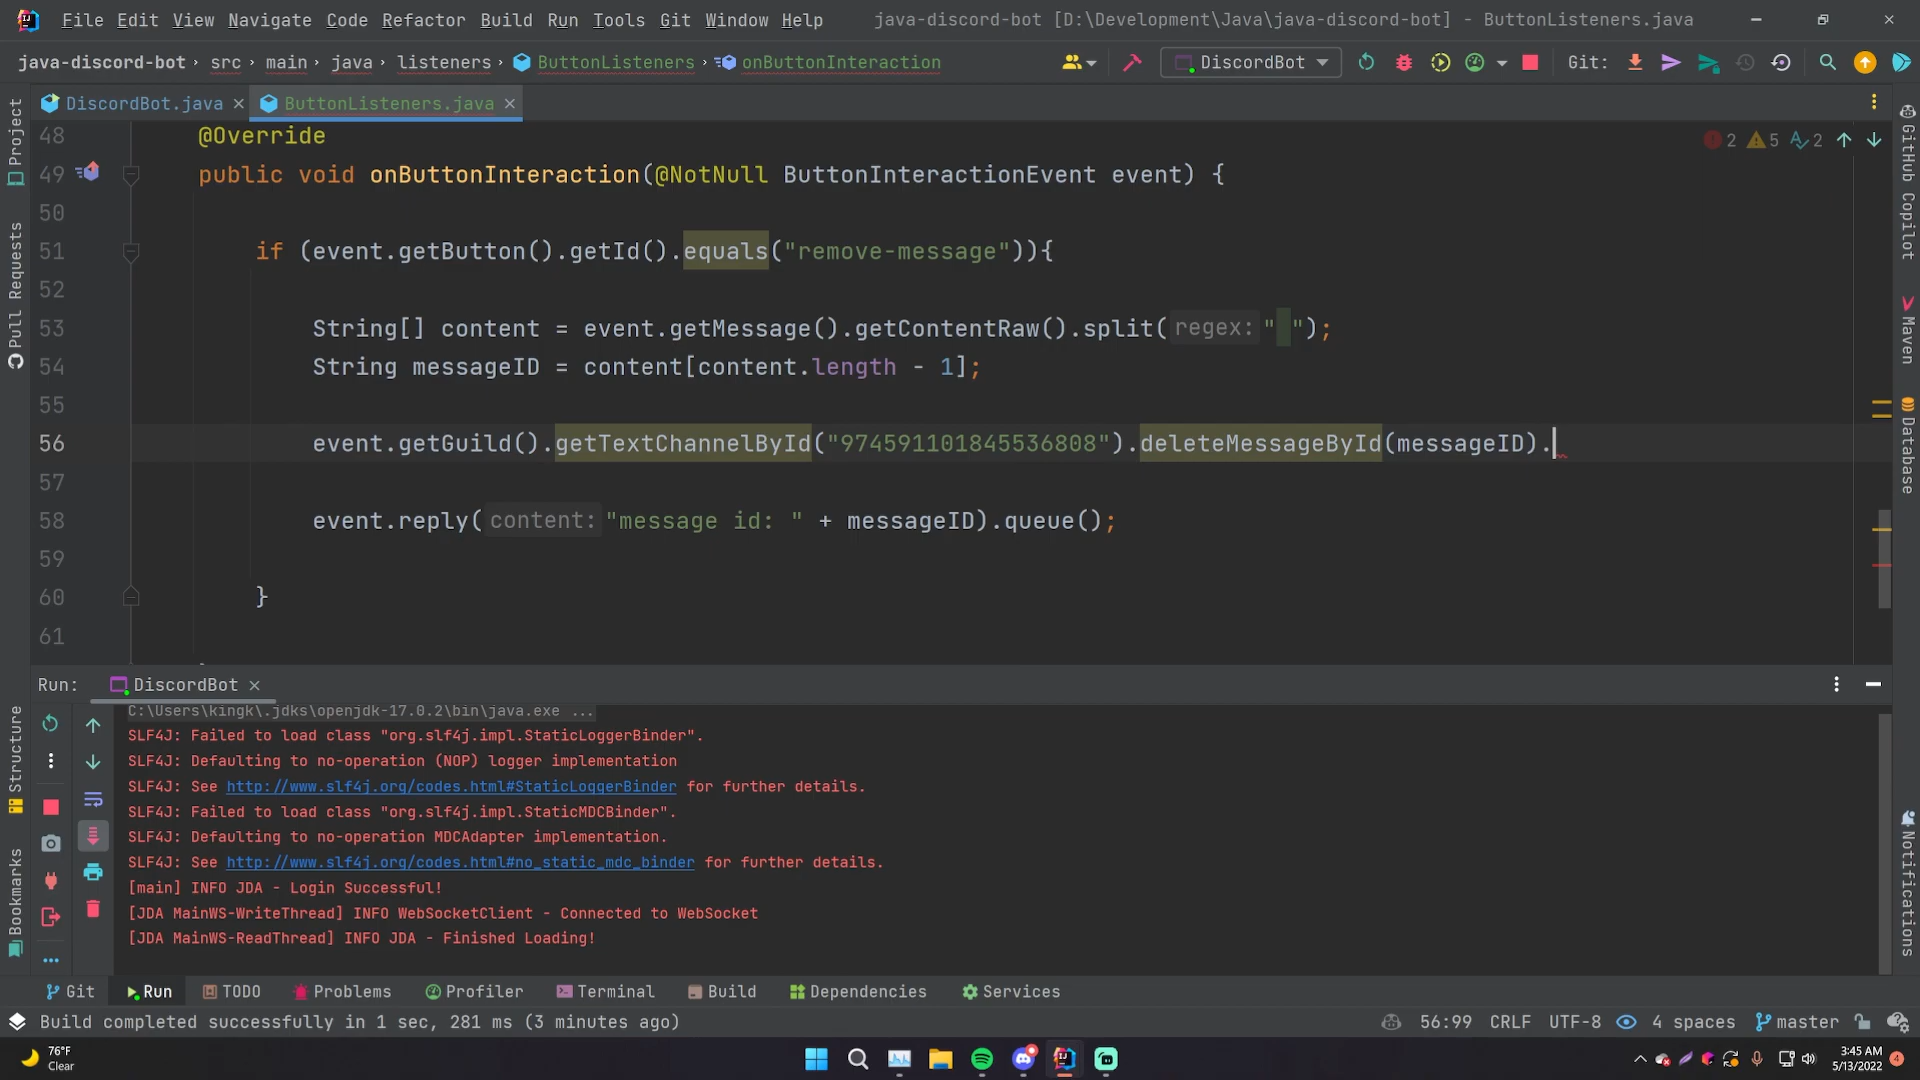 File Edit View Navigate Code Refactor Build Run Tools Git Window Help java-discord-bot [D:\Development\Java\java-discord-bot] - ButtonListeners.java
java-discord-bot › src › main › java › listeners › ButtonListeners › onButtonInteraction DiscordBot Git:
DiscordBot.java ButtonListeners.java
2 5 2
48 @Override
49 public void onButtonInteraction(@NotNull ButtonInteractionEvent event) {
50
51 if (event.getButton().getId().equals("remove-message")){
52
53 String[] content = event.getMessage().getContentRaw().split( regex: " ");
54 String messageID = content[content.length - 1];
55
56 event.getGuild().getTextChannelById("974591101845536808").deleteMessageById(messageID).
57
58 event.reply( content: "message id: " + messageID).queue();
59
60 }
61
Project
Pull Requests
Structure
Bookmarks
GitHub Copilot
Maven
Database
Notifications
Run: DiscordBot
C:\Users\kingk\.jdks\openjdk-17.0.2\bin\java.exe ...
SLF4J: Failed to load class "org.slf4j.impl.StaticLoggerBinder".
SLF4J: Defaulting to no-operation (NOP) logger implementation
SLF4J: See http://www.slf4j.org/codes.html#StaticLoggerBinder for further details.
SLF4J: Failed to load class "org.slf4j.impl.StaticMDCBinder".
SLF4J: Defaulting to no-operation MDCAdapter implementation.
SLF4J: See http://www.slf4j.org/codes.html#no_static_mdc_binder for further details.
[main] INFO JDA - Login Successful!
[JDA MainWS-WriteThread] INFO WebSocketClient - Connected to WebSocket
[JDA MainWS-ReadThread] INFO JDA - Finished Loading!
Git Run TODO Problems Profiler Terminal Build Dependencies Services
Build completed successfully in 1 sec, 281 ms (3 minutes ago) 56:99 CRLF UTF-8 4 spaces master
76°F
Clear
3:45 AM
5/13/2022
4